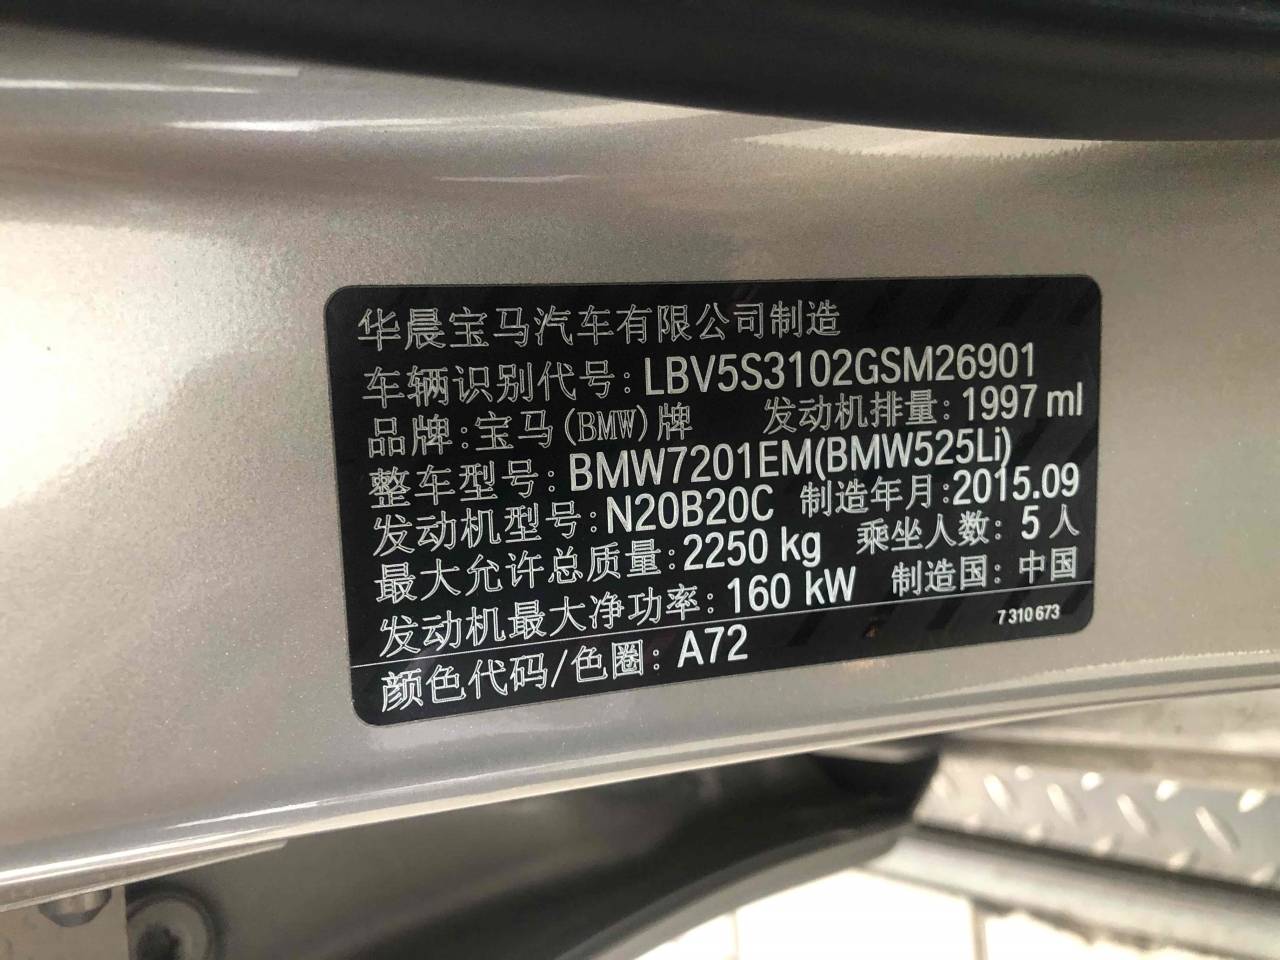 华晨宝马汽车有限公司制造
车辆识别代号: LBV5S3102GSM26901
品牌:宝马(BMW)牌 发动机排量: 1997 ml
整车型号: BMW7201EM(BMW525Li)
发动机型号: N20B20C 制造年月: 2015.09
最大允许总质量: 2250 kg 乘坐人数: 5 人
发动机最大净功率: 160 kW 制造国: 中国
7 310 673
颜色代码/色圈: A72